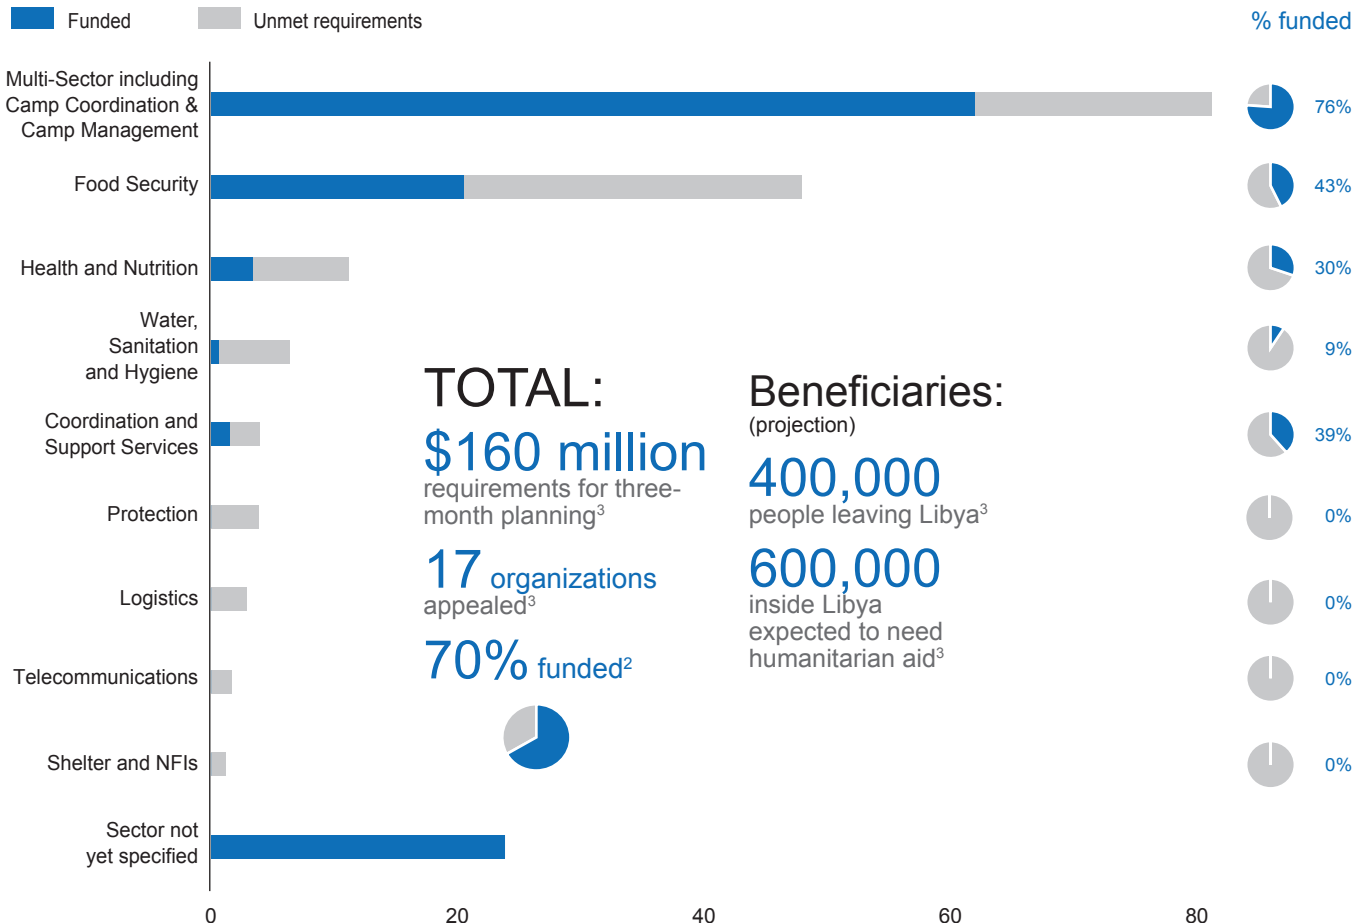 Funded
Unmet requirements
% funded
Multi-Sector including
Camp Coordination &
Camp Management
76%
Food Security
43%
Health and Nutrition
30%
Water,
Sanitation
and Hygiene
9%
Coordination and
Support Services
39%
Protection
0%
Logistics
0%
Telecommunications
0%
Shelter and NFIs
0%
Sector not
yet specified
TOTAL:
$160 million
requirements for three-
month planning³
17 organizations
appealed³
70% funded²
Beneficiaries:
(projection)
400,000
people leaving Libya³
600,000
inside Libya
expected to need
humanitarian aid³
0 20 40 60 80